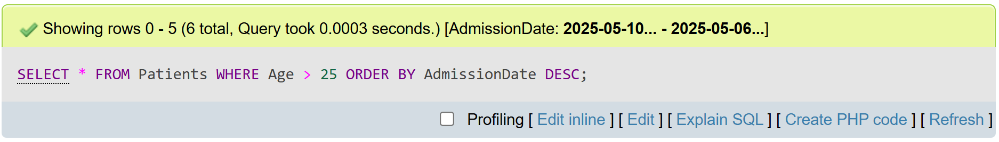 Showing rows 0 - 5 (6 total, Query took 0.0003 seconds.) [AdmissionDate: 2025-05-10... - 2025-05-06...]
SELECT * FROM Patients WHERE Age > 25 ORDER BY AdmissionDate DESC;
Profiling [ Edit inline ] [ Edit ] [ Explain SQL ] [ Create PHP code ] [ Refresh ]